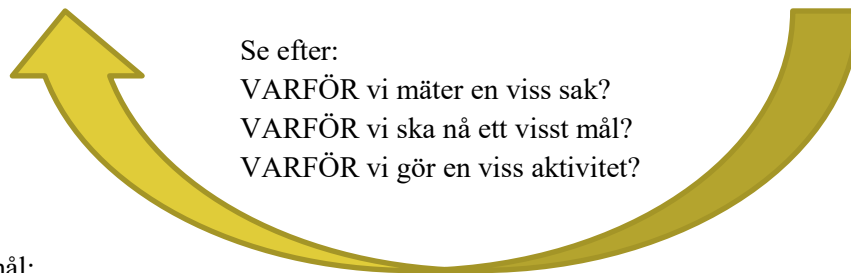 Se efter:
VARFÖR vi mäter en viss sak?
VARFÖR vi ska nå ett visst mål?
VARFÖR vi gör en viss aktivitet?
mål: